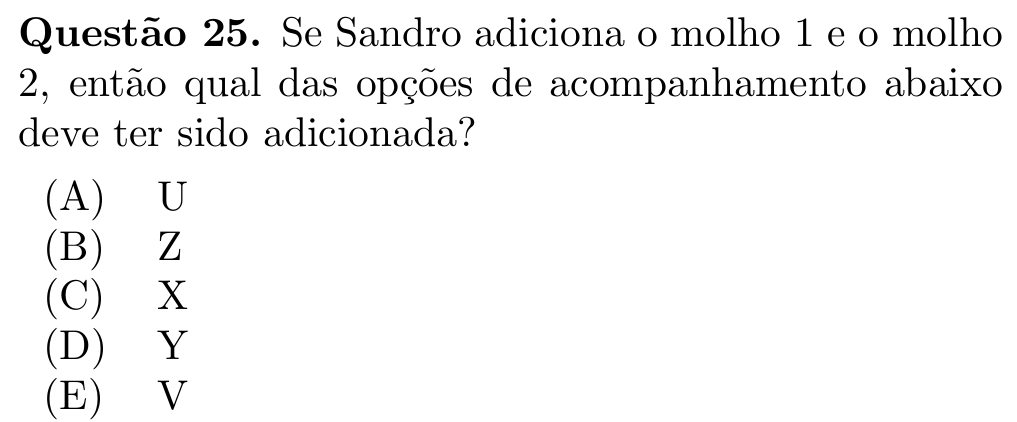 Questão 25. Se Sandro adiciona o molho 1 e o molho
2, então qual das opções de acompanhamento abaixo
deve ter sido adicionada?
(A) U
(B) Z
(C) X
(D) Y
(E) V